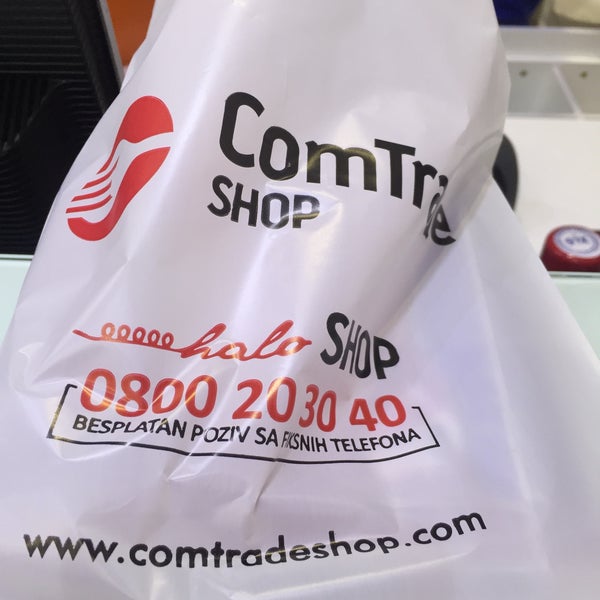 ComTrade
SHOP
halo SHOP
0800 20 30 40
BESPLATAN POZIV SA FIKSNIH TELEFONA
www.comtradeshop.com